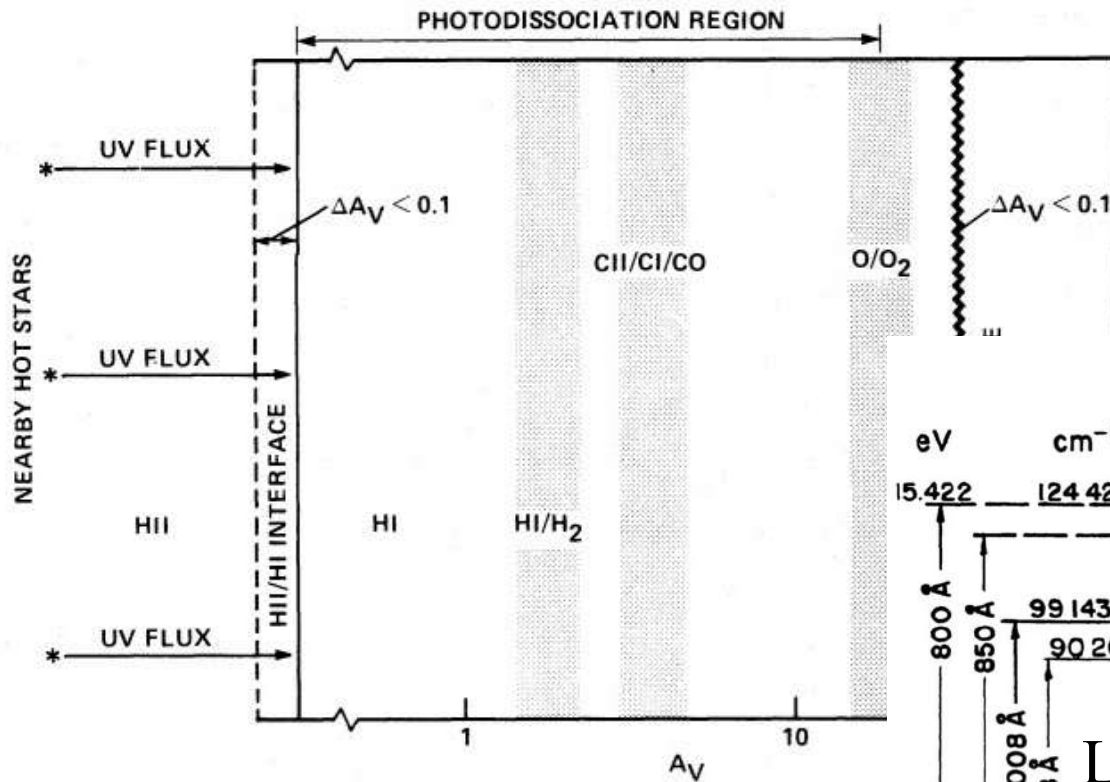 PHOTODISSOCIATION REGION
UV FLUX
ΔA_V < 0.1
ΔA_V < 0.1
CII/CI/CO
O/O₂
NEARBY HOT STARS
UV FLUX
HII/HI INTERFACE
HII
HI
HI/H₂
UV FLUX
1
10
A_V
eV
cm⁻
15.422
124 42
800 Å
850 Å
99 143
90 20
008 Å
Å
L